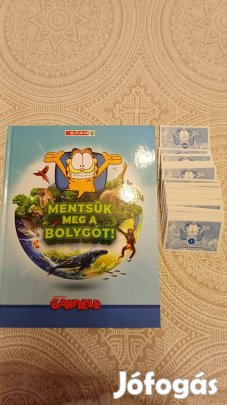 SPAR
MENTSÜK
MEG A
BOLYGÓT!
GARFIELD
Jófogás